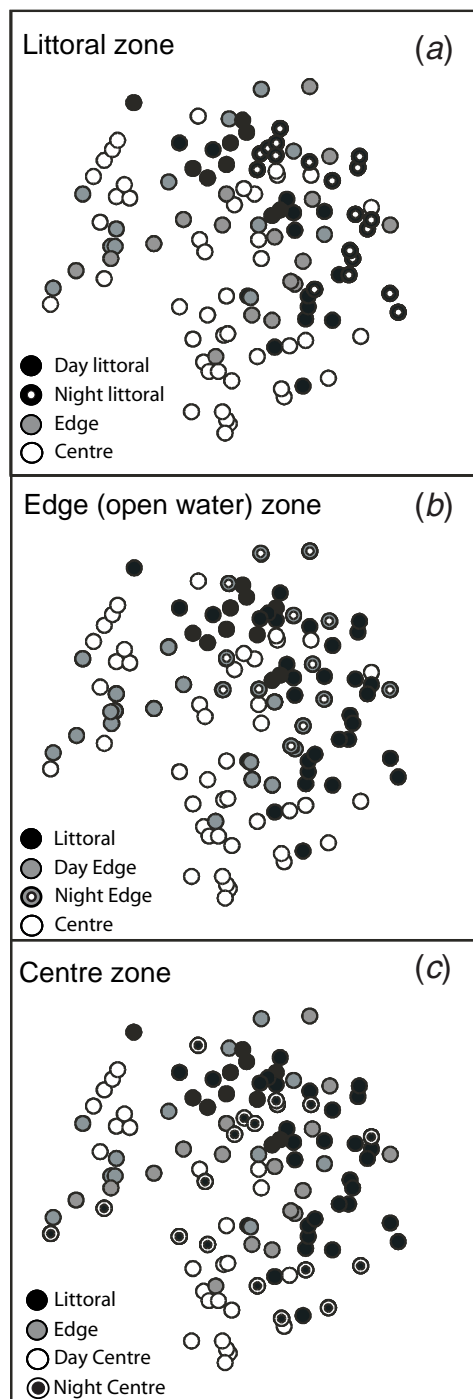 Littoral zone
(a)
Day littoral
Night littoral
Edge
Centre
Edge (open water) zone
(b)
Littoral
Day Edge
Night Edge
Centre
Centre zone
(c)
Littoral
Edge
Day Centre
Night Centre